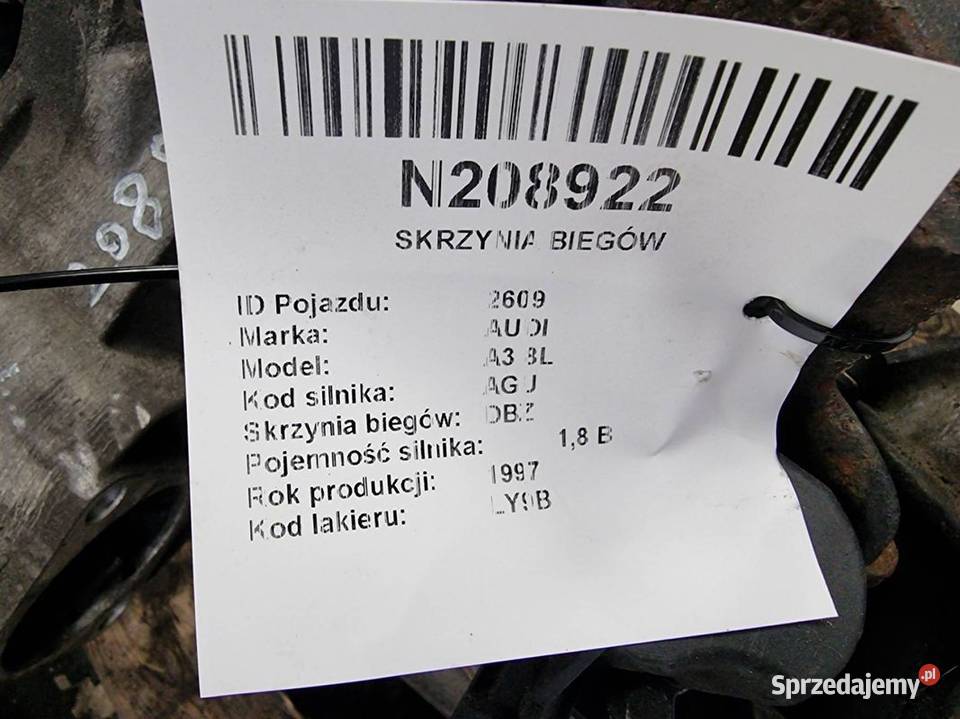 N208922
SKRZYNIA BIEGÓW
ID Pojazdu: 2609
Marka: AUDI
Model: A3 8L
Kod silnika: AGU
Skrzynia biegów: DBZ
Pojemność silnika: 1,8 B
Rok produkcji: 1997
Kod lakieru: LY9B
Sprzedajemy.pl